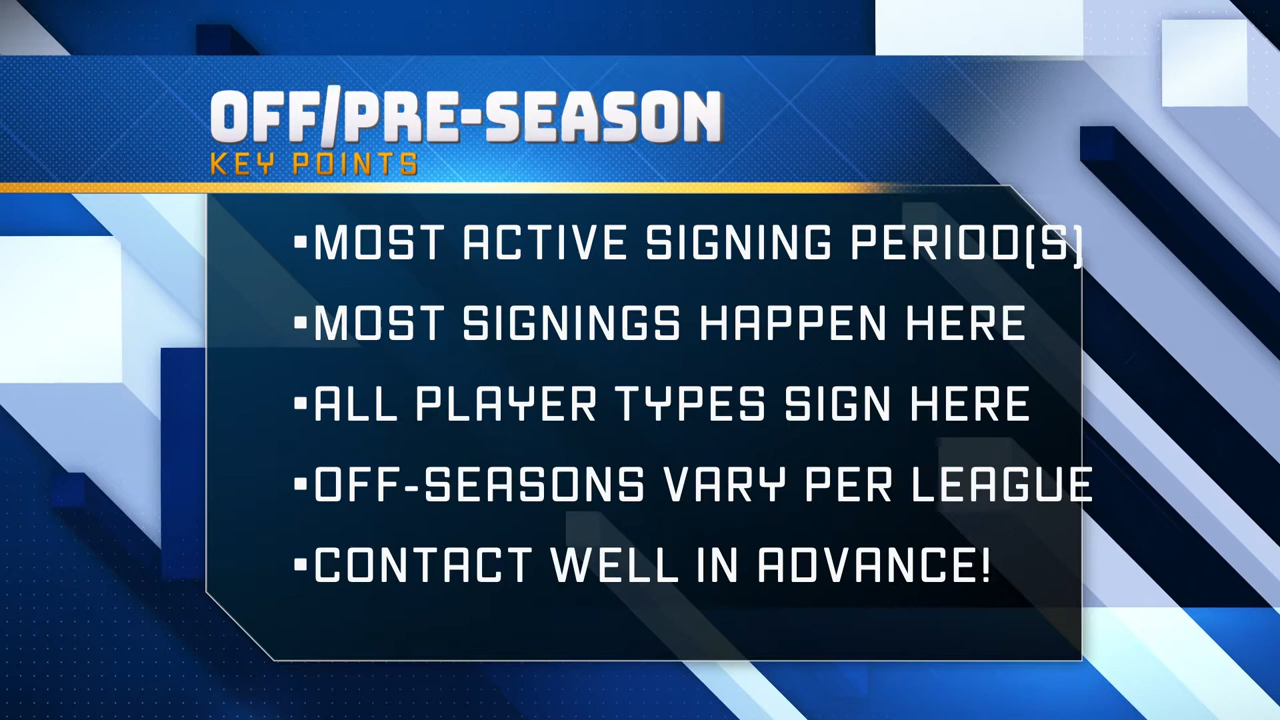 OFF/PRE-SEASON
KEY POINTS
▪MOST ACTIVE SIGNING PERIOD(S)
▪MOST SIGNINGS HAPPEN HERE
▪ALL PLAYER TYPES SIGN HERE
▪OFF-SEASONS VARY PER LEAGUE
▪CONTACT WELL IN ADVANCE!